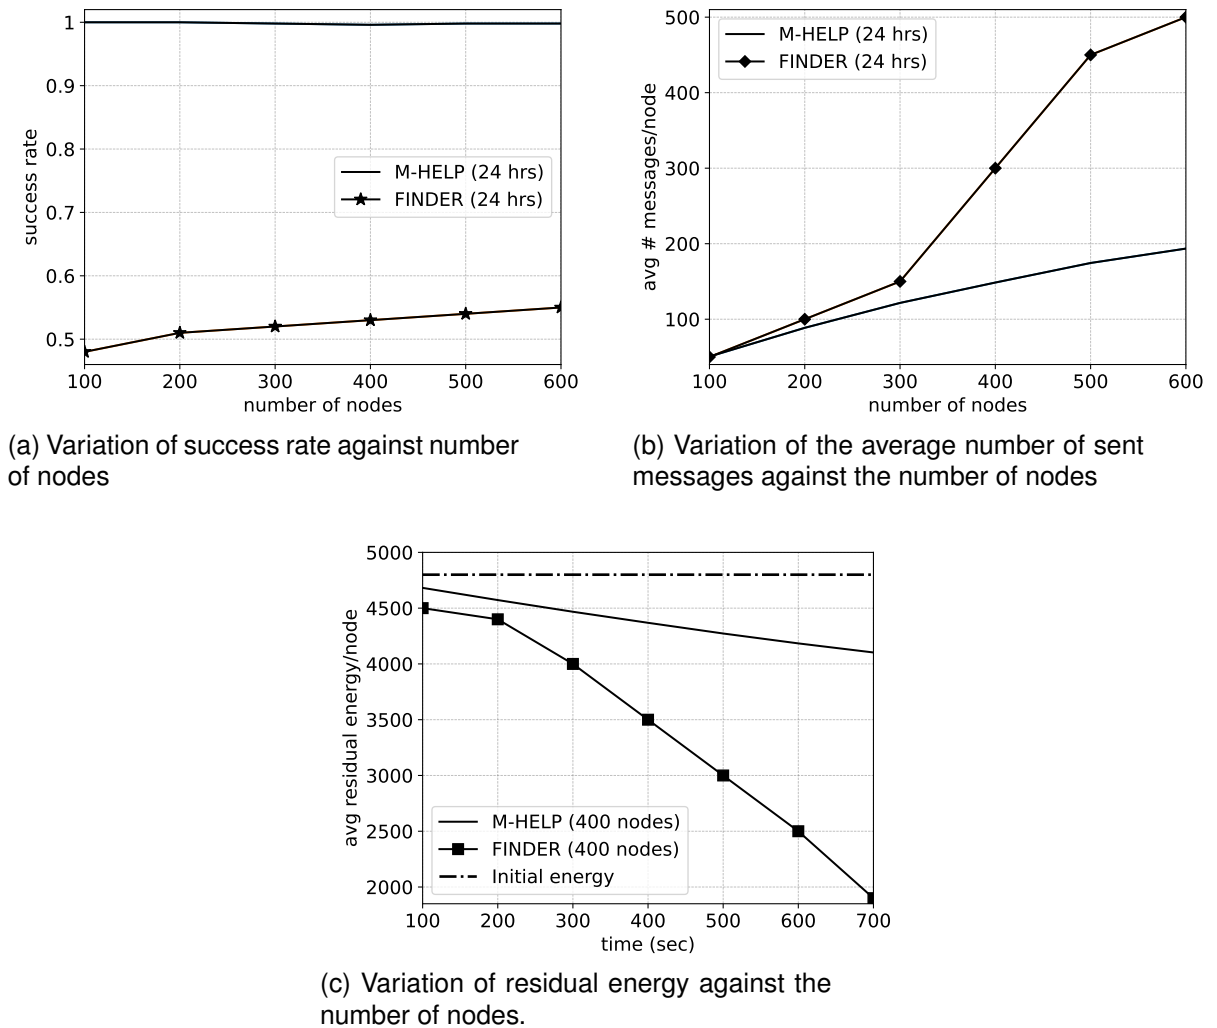 1
0.9
0.8
0.7
0.6
0.5
success rate
M-HELP (24 hrs)
FINDER (24 hrs)
100 200 300 400 500 600
number of nodes
(a) Variation of success rate against number
of nodes
500
400
300
200
100
avg # messages/node
M-HELP (24 hrs)
FINDER (24 hrs)
100 200 300 400 500 600
number of nodes
(b) Variation of the average number of sent
messages against the number of nodes
5000
4500
4000
3500
3000
2500
2000
avg residual energy/node
M-HELP (400 nodes)
FINDER (400 nodes)
Initial energy
100 200 300 400 500 600 700
time (sec)
(c) Variation of residual energy against the
number of nodes.